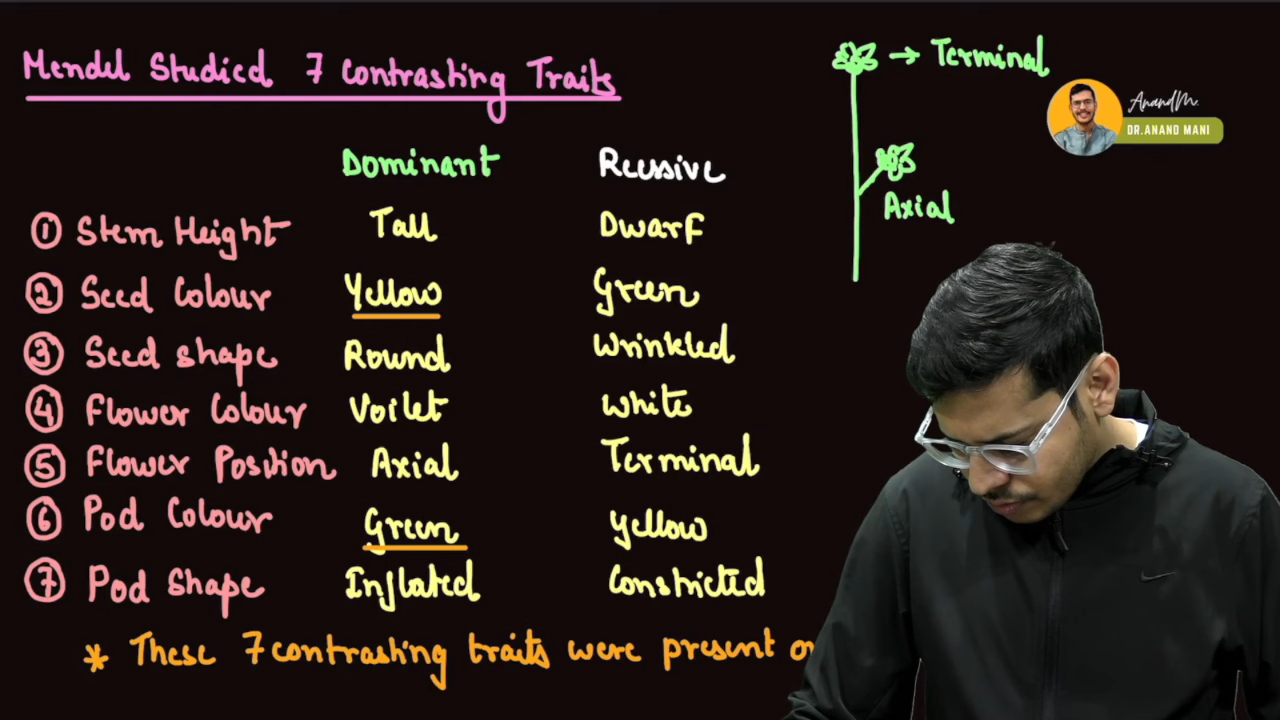 Mendel Studied 7 Contrasting Traits
Terminal
AnandM.
DR.ANAND MANI
Axial
Dominant Recessive
① Stem Height Tall Dwarf
② Seed Colour Yellow Green
③ Seed shape Round Wrinkled
④ Flower Colour Voilet White
⑤ Flower Position Axial Terminal
⑥ Pod Colour Green Yellow
⑦ Pod Shape Inflated Constricted
* These 7 contrasting traits were present